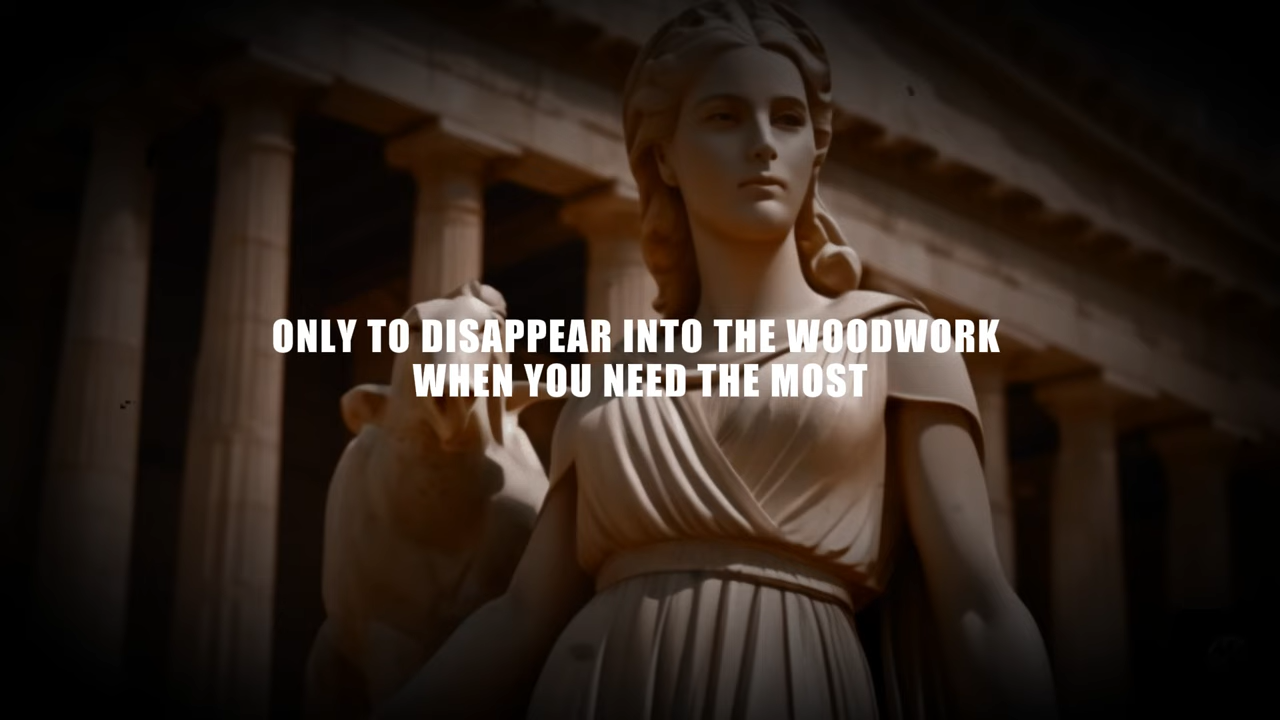 ONLY TO DISAPPEAR INTO THE WOODWORK
WHEN YOU NEED THE MOST